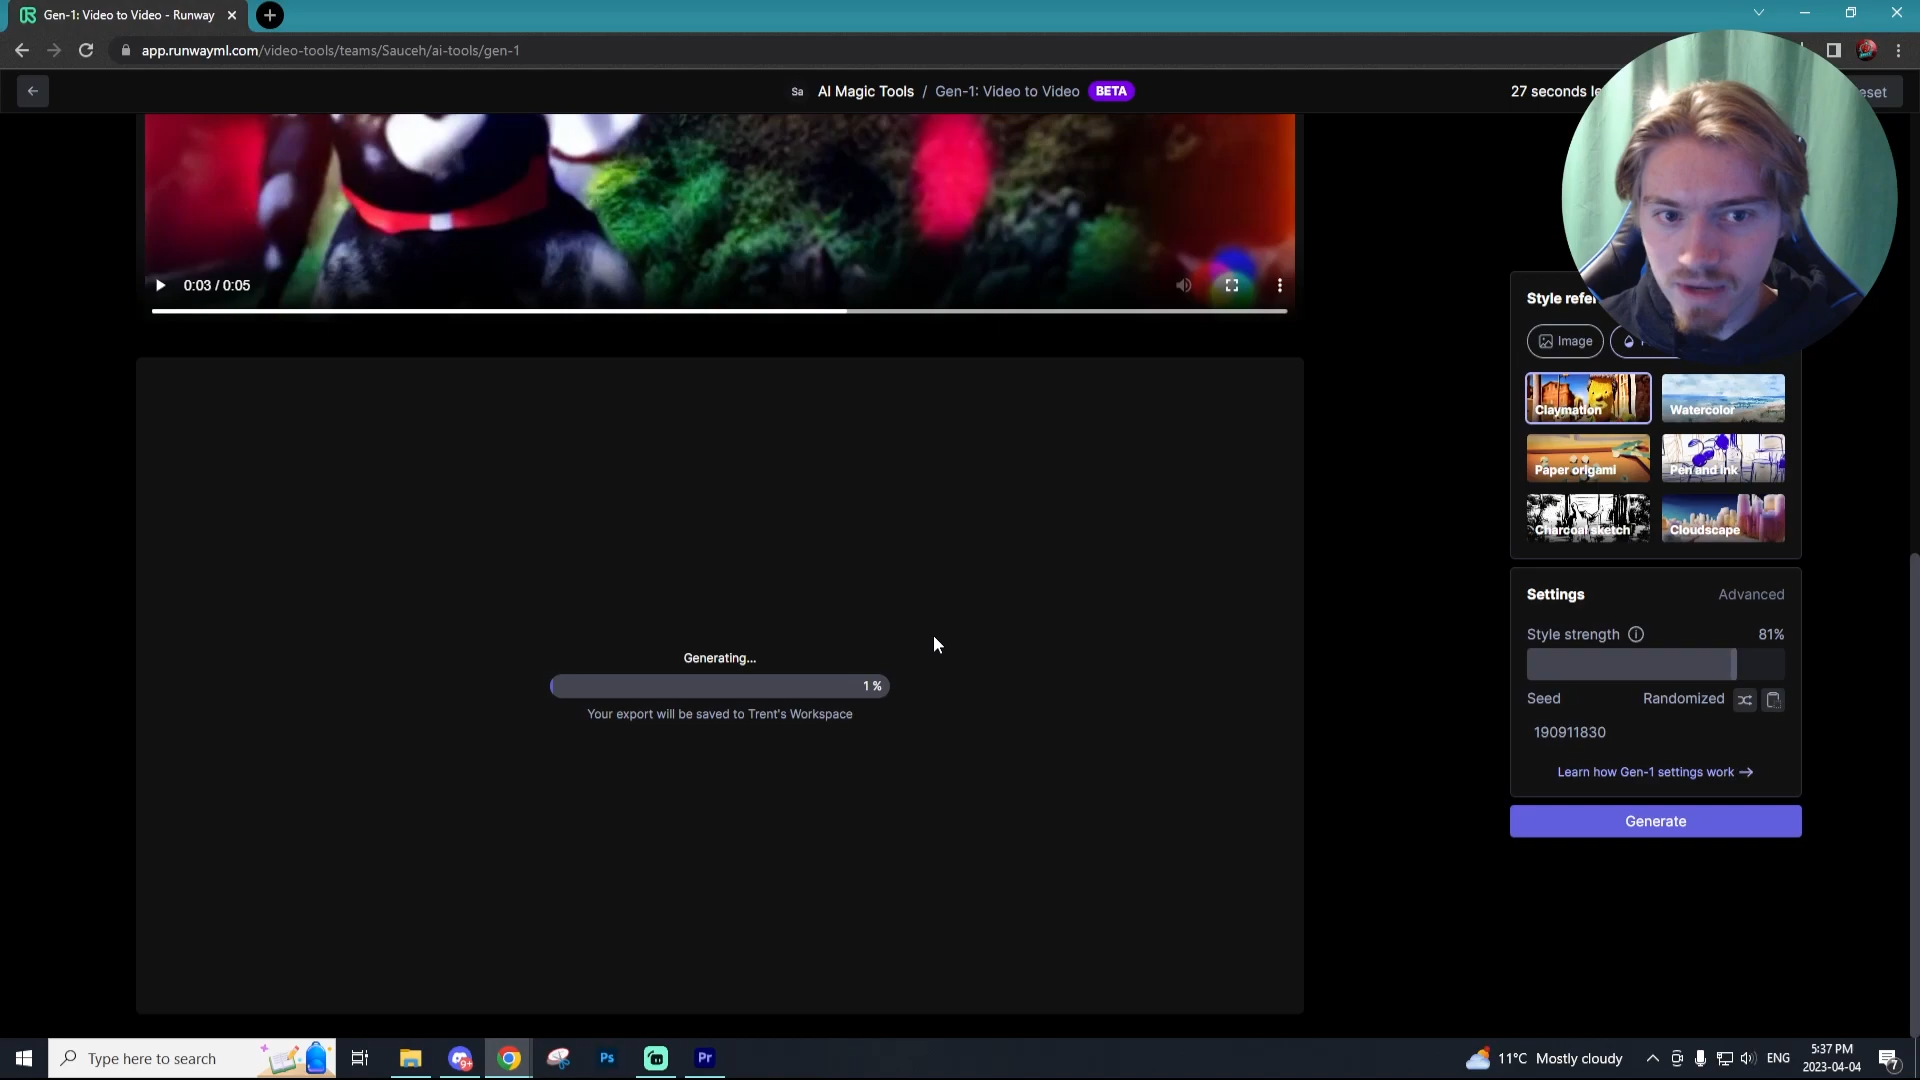 Gen-1: Video to Video - Runway
app.runwayml.com/video-tools/teams/Sauceh/ai-tools/gen-1
Sa AI Magic Tools / Gen-1: Video to Video BETA
27 seconds
0:03 / 0:05
Style
Image
Claymation
Watercolor
Paper origami
Pen and ink
Charcoal sketch
Cloudscape
Settings
Advanced
Style strength
81%
Seed
Randomized
190911830
Learn how Gen-1 settings work →
Generate
Generating...
1 %
Your export will be saved to Trent's Workspace
Type here to search
9+
Ps
Pr
11°C Mostly cloudy
ENG
5:37 PM
2023-04-04
7